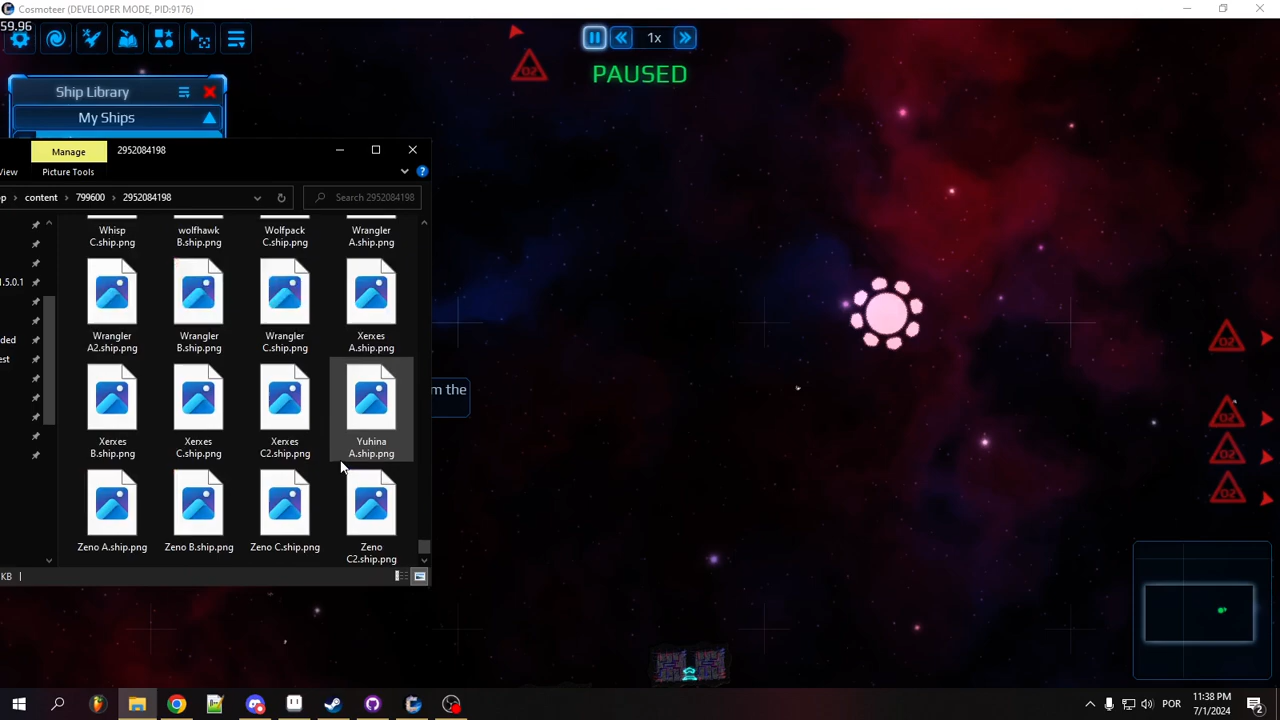 Cosmoteer (DEVELOPER MODE, PID:9176)
59.96
1x
PAUSED
Ship Library
My Ships
Manage
2952084198
View
Picture Tools
content
799600
2952084198
Search 2952084198
Whisp C.ship.png
wolfhawk B.ship.png
Wolfpack C.ship.png
Wrangler A.ship.png
.5.0.1
Wrangler A2.ship.png
Wrangler B.ship.png
Wrangler C.ship.png
Xerxes A.ship.png
m the
Xerxes B.ship.png
Xerxes C.ship.png
Xerxes C2.ship.png
Yuhina A.ship.png
Zeno A.ship.png
Zeno B.ship.png
Zeno C.ship.png
Zeno C2.ship.png
KB
POR
11:38 PM
7/1/2024
2